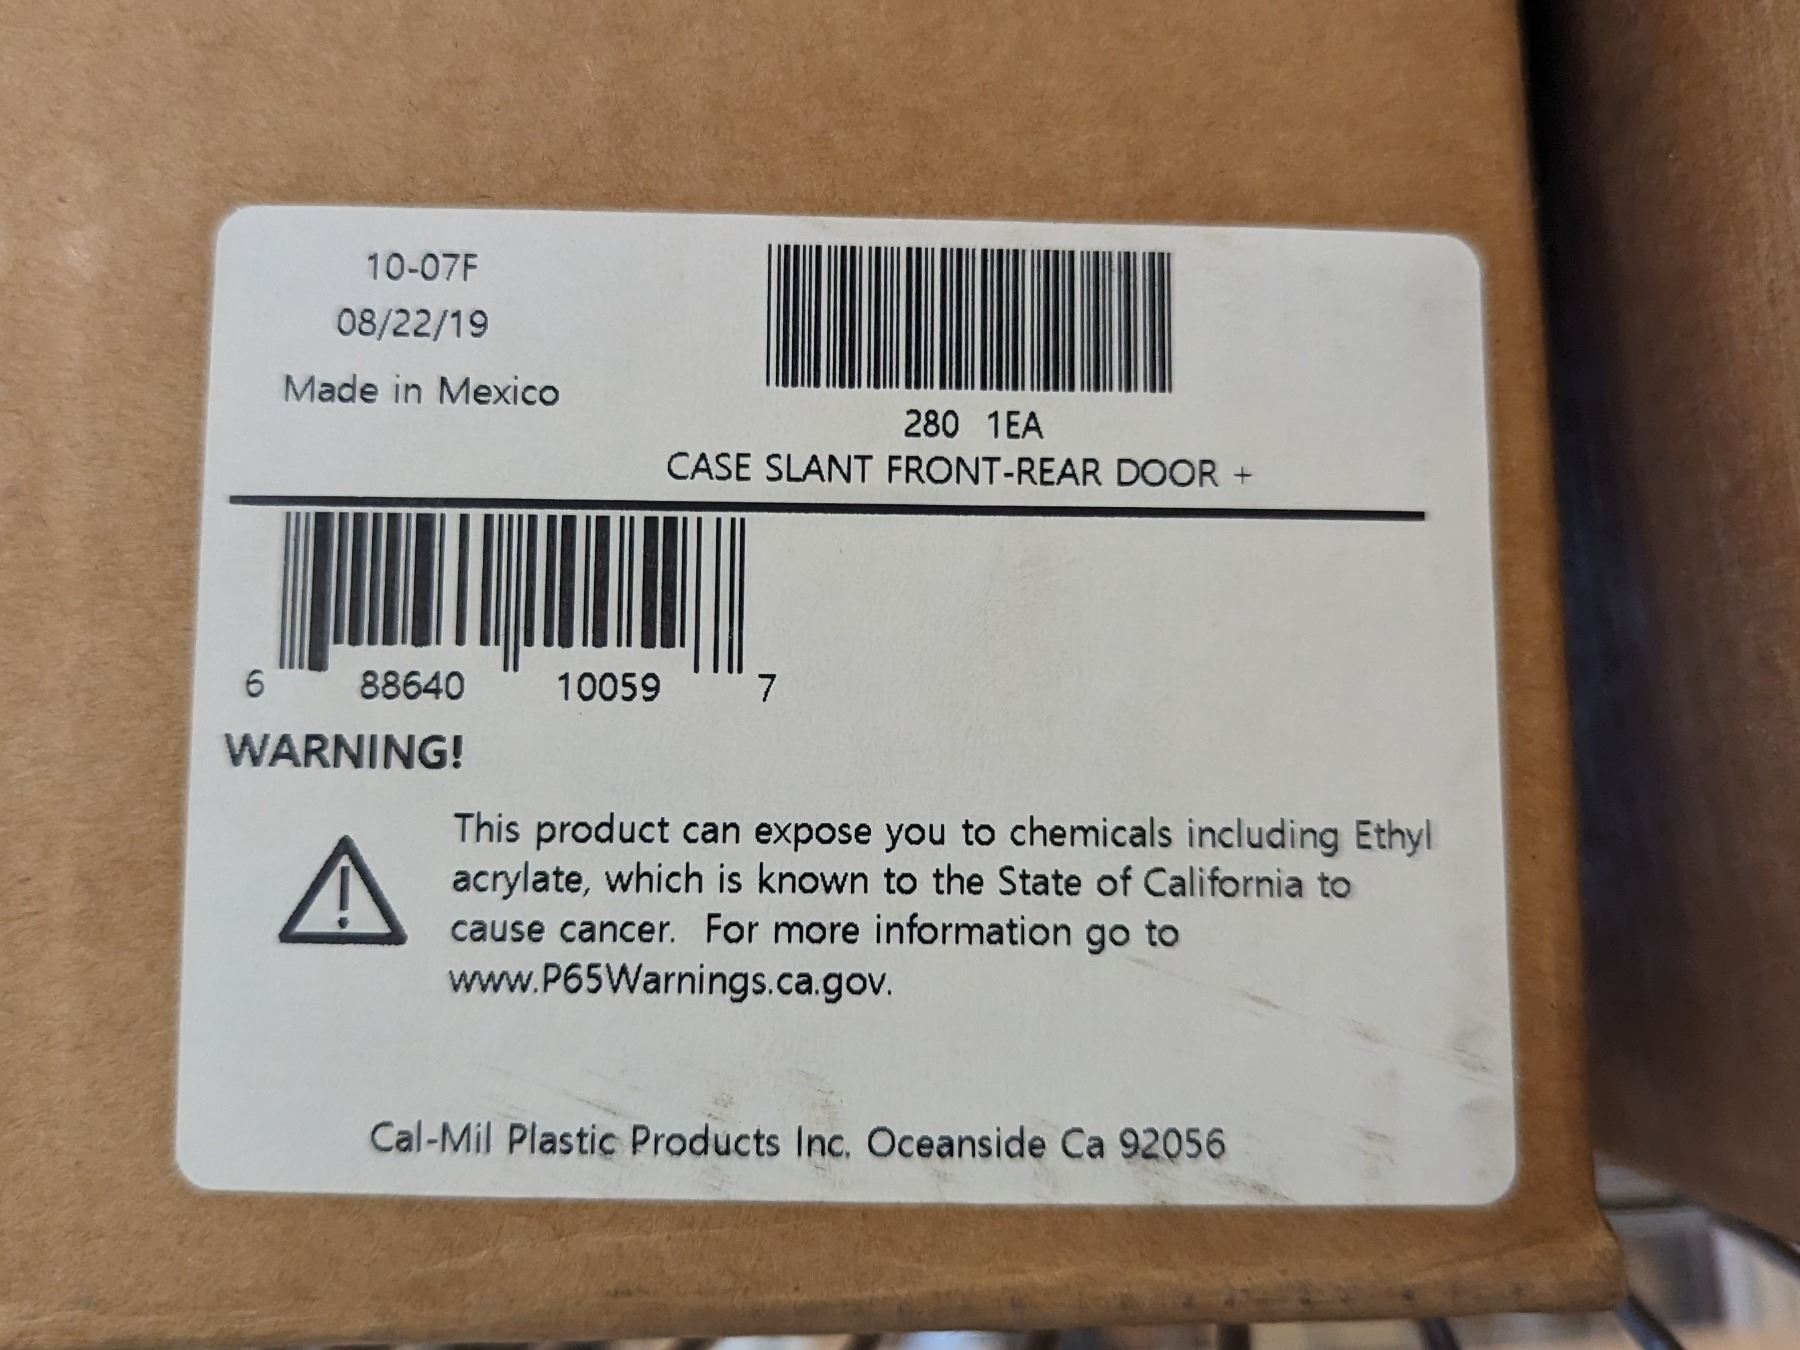 10-07F
08/22/19
Made in Mexico
280 1EA
CASE SLANT FRONT-REAR DOOR +
6 88640 10059 7
WARNING!
This product can expose you to chemicals including Ethyl
acrylate, which is known to the State of California to
cause cancer. For more information go to
www.P65Warnings.ca.gov.
Cal-Mil Plastic Products Inc. Oceanside Ca 92056